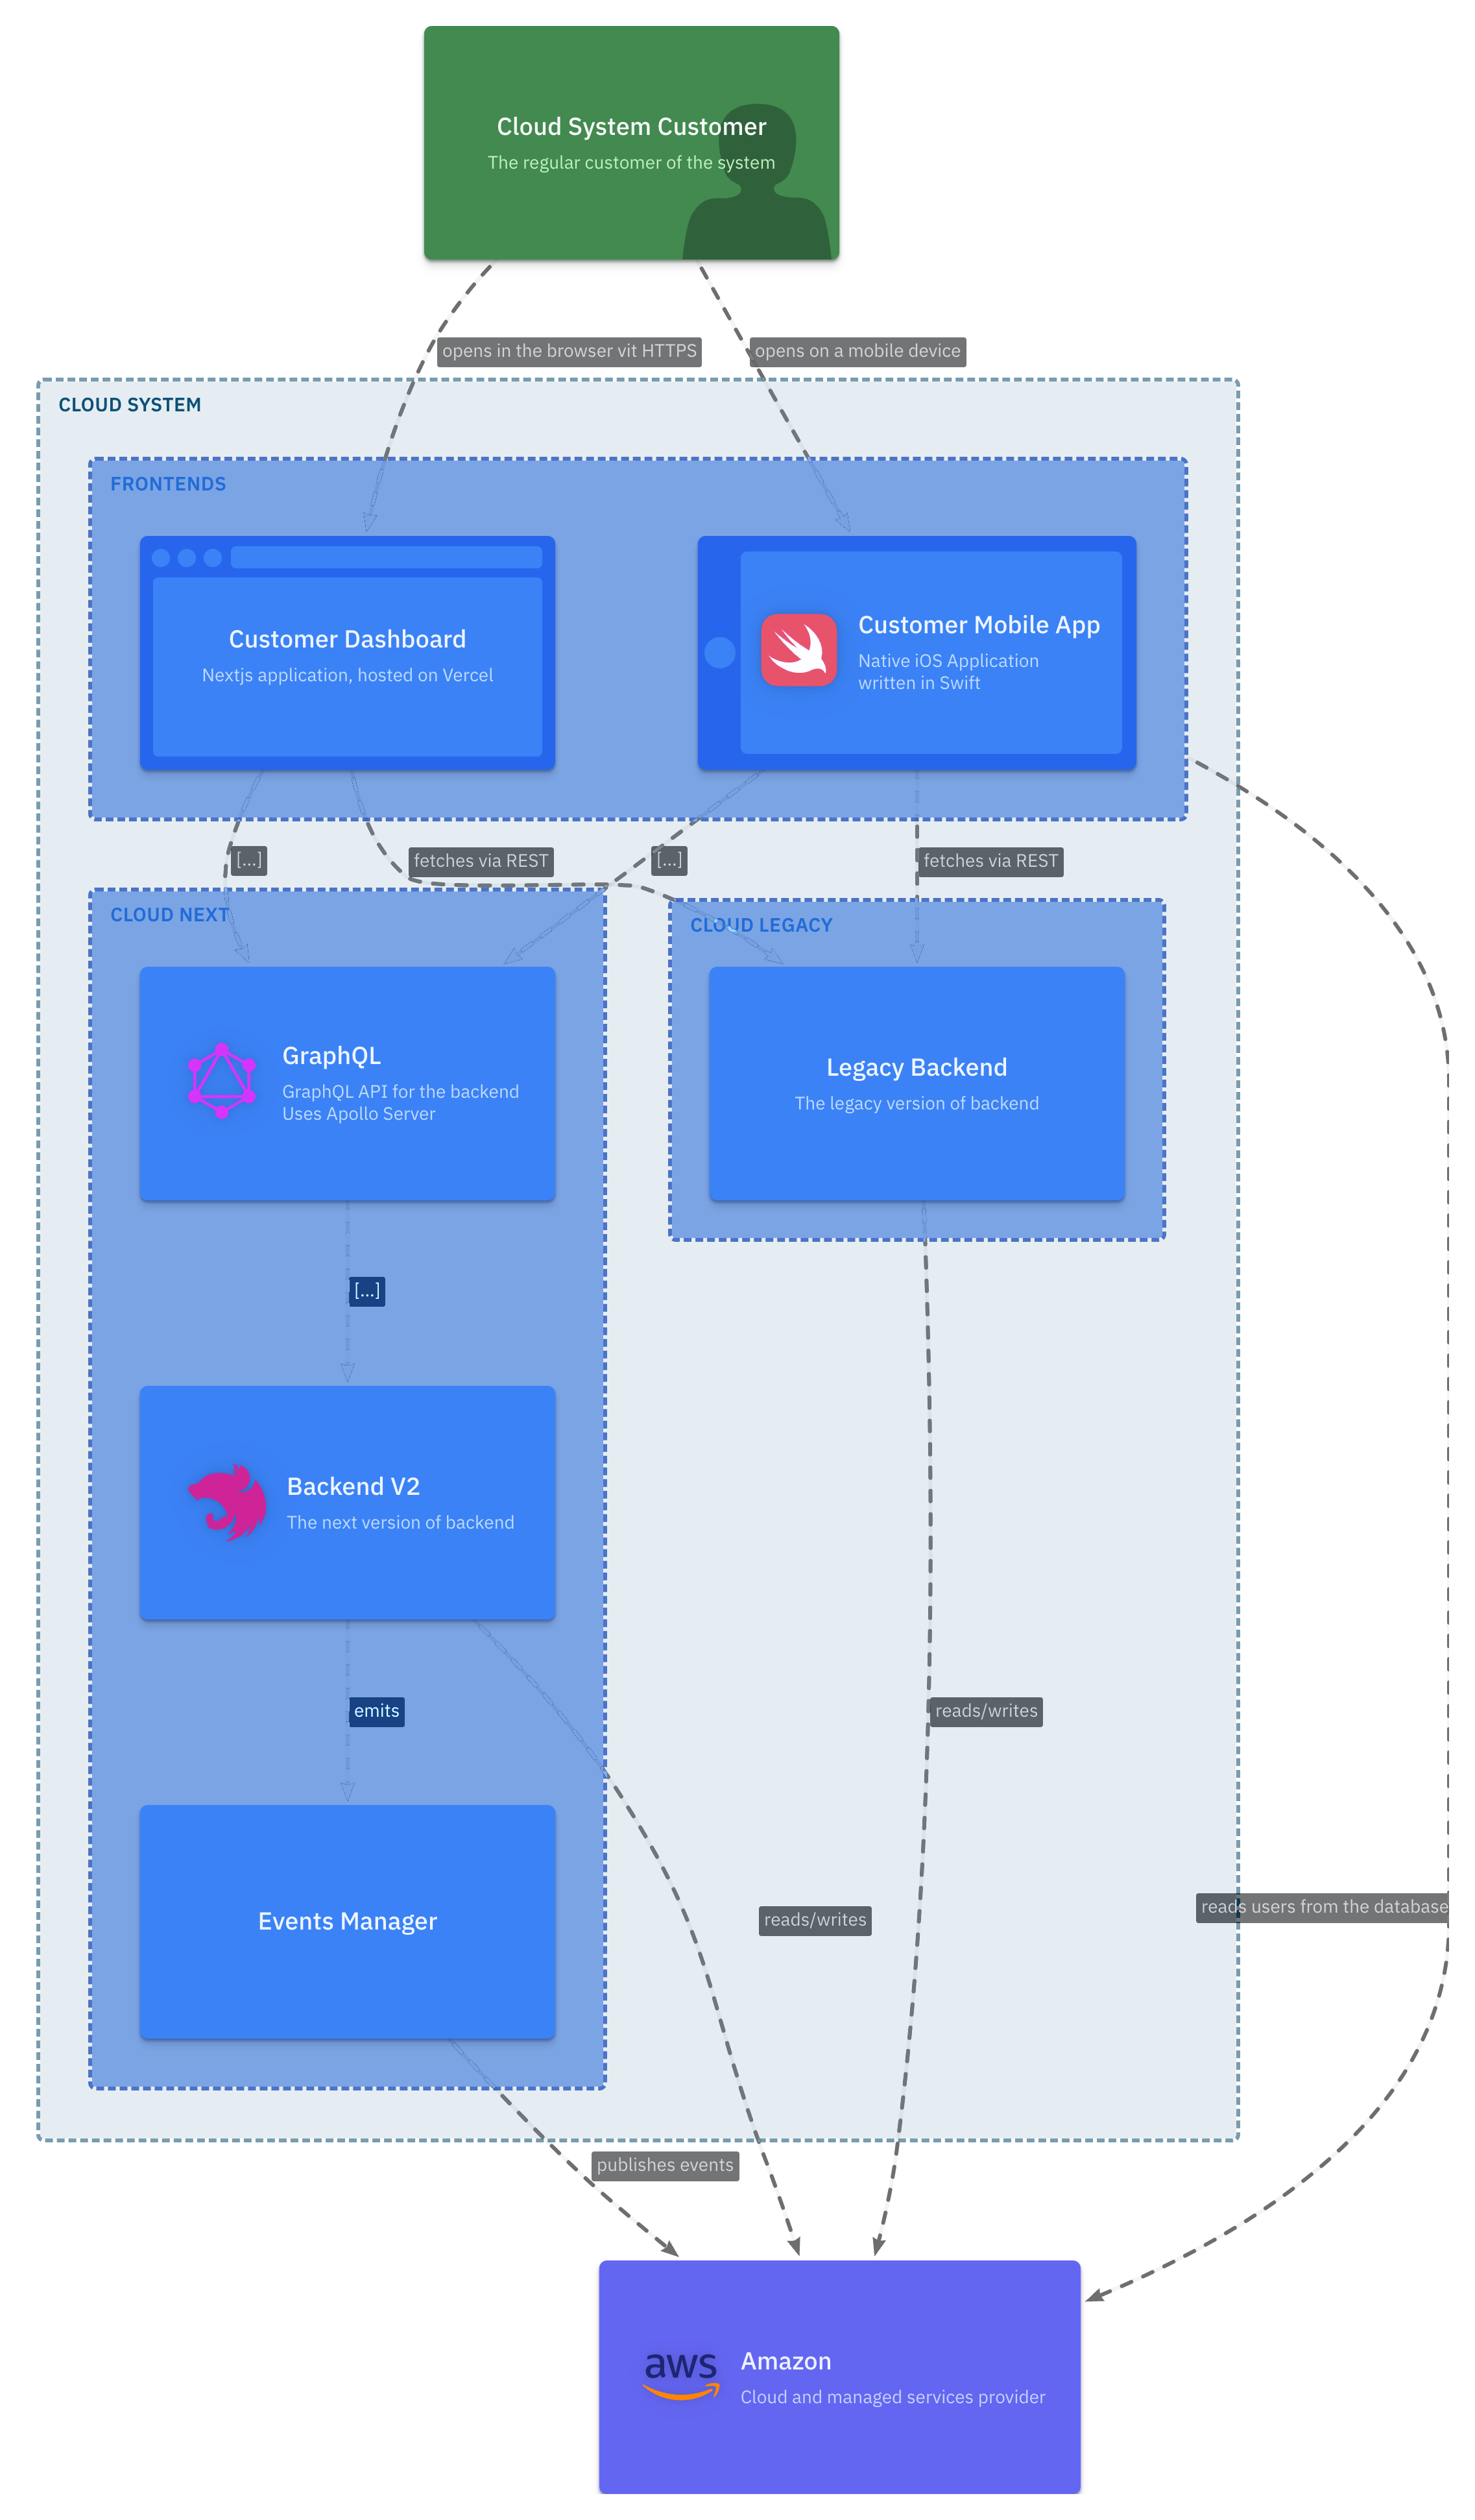 Cloud System Customer
The regular customer of the system
opens in the browser vit HTTPS
opens on a mobile device
CLOUD SYSTEM
FRONTENDS
Customer Dashboard
Nextjs application, hosted on Vercel
Customer Mobile App
Native iOS Application
written in Swift
[...]
fetches via REST
[...]
fetches via REST
CLOUD NEXT
CLOUD LEGACY
GraphQL
GraphQL API for the backend
Uses Apollo Server
Legacy Backend
The legacy version of backend
[...]
Backend V2
The next version of backend
emits
reads/writes
Events Manager
reads/writes
reads users from the database
publishes events
aws
Amazon
Cloud and managed services provider